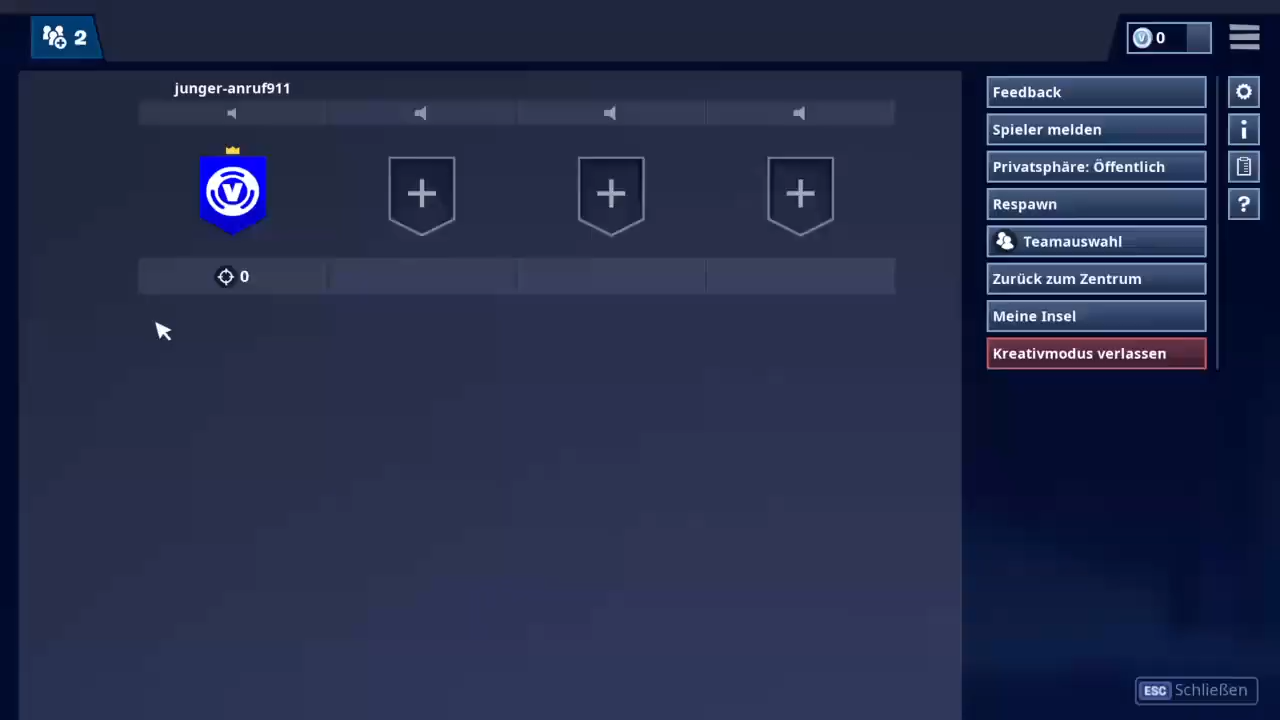 2
0
junger-anruf911
Feedback
Spieler melden
Privatsphäre: Öffentlich
Respawn
Teamauswahl
Zurück zum Zentrum
Meine Insel
Kreativmodus verlassen
V
0
i
?
ESC Schließen